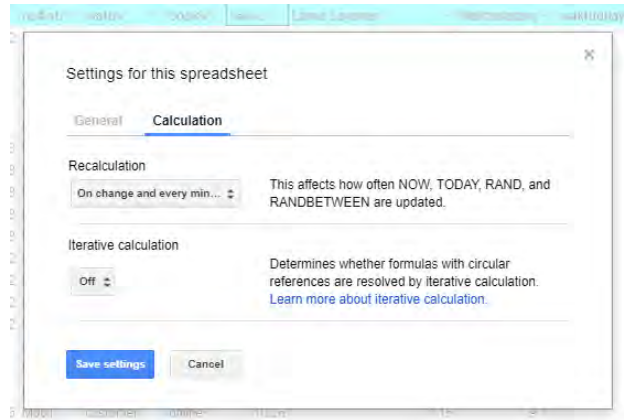 ×
Settings for this spreadsheet
General Calculation
Recalculation
On change and every min...
This affects how often NOW, TODAY, RAND, and
RANDBETWEEN are updated.
Iterative calculation
Off
Determines whether formulas with circular
references are resolved by iterative calculation.
Learn more about iterative calculation.
Save settings Cancel